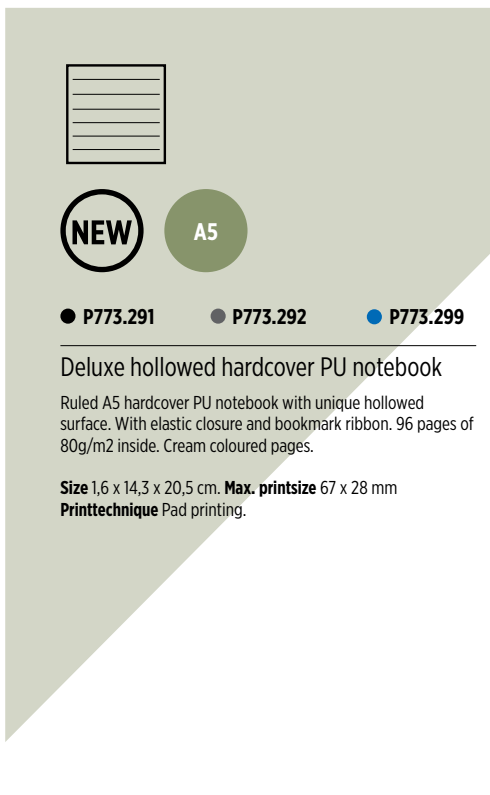 NEW A5
P773.291 P773.292 P773.299
Deluxe hollowed hardcover PU notebook
Ruled A5 hardcover PU notebook with unique hollowed
surface. With elastic closure and bookmark ribbon. 96 pages of
80g/m2 inside. Cream coloured pages.
Size 1,6 x 14,3 x 20,5 cm. Max. printsize 67 x 28 mm
Printtechnique Pad printing.